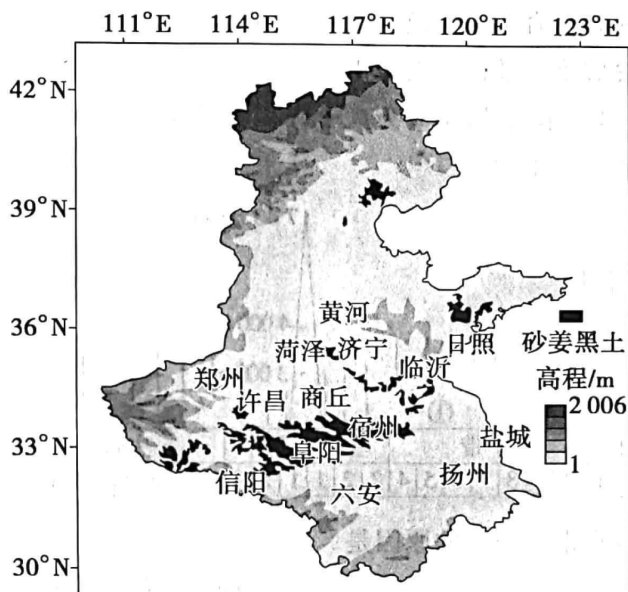 111°E 114°E 117°E 120°E 123°E
42°N
39°N
36°N
33°N
30°N
黄河
菏泽 济宁 日照 砂姜黑土
临沂
郑州 高程/m
许昌 商丘 2 006
宿州 盐城
阜阳 1
信阳 六安 扬州